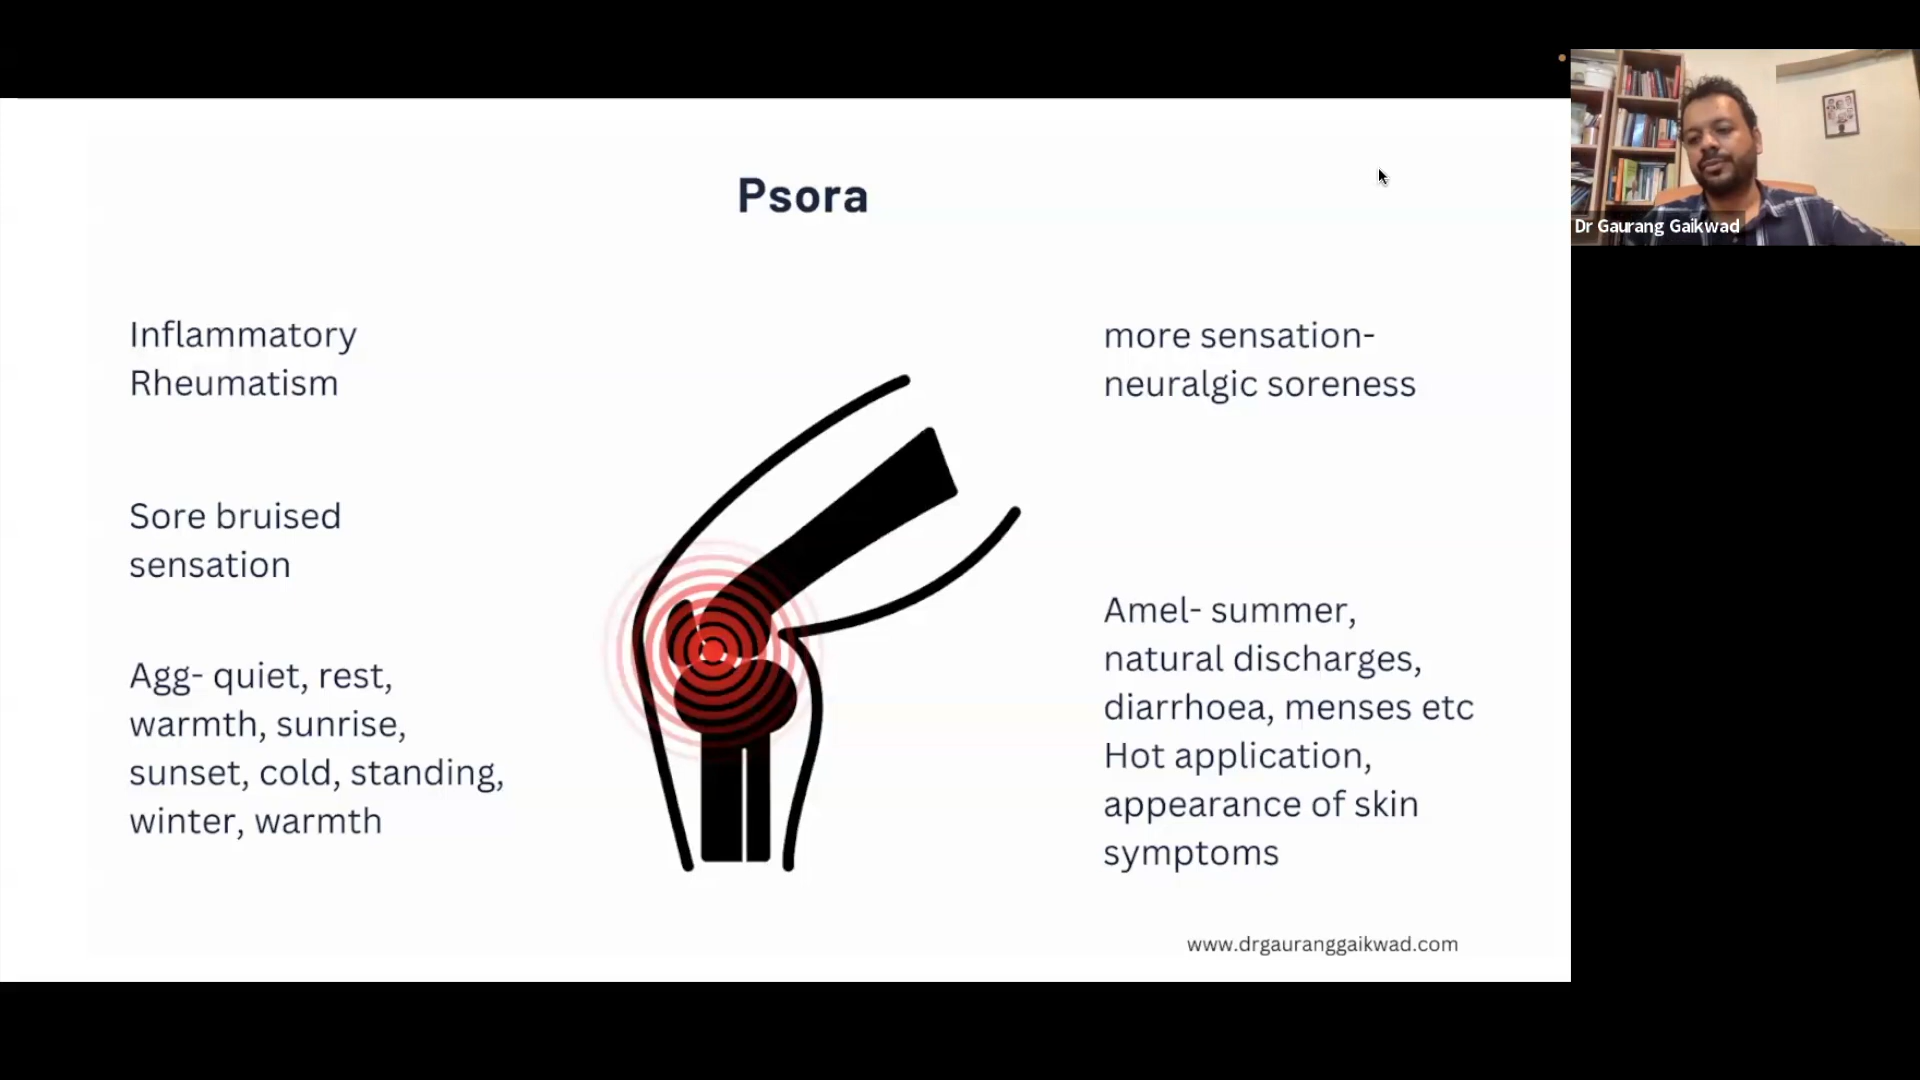 Psora
Inflammatory
Rheumatism
Sore bruised
sensation
Agg- quiet, rest,
warmth, sunrise,
sunset, cold, standing,
winter, warmth
more sensation-
neuralgic soreness
Amel- summer,
natural discharges,
diarrhoea, menses etc
Hot application,
appearance of skin
symptoms
www.drgauranggaikwad.com
Dr Gaurang Gaikwad